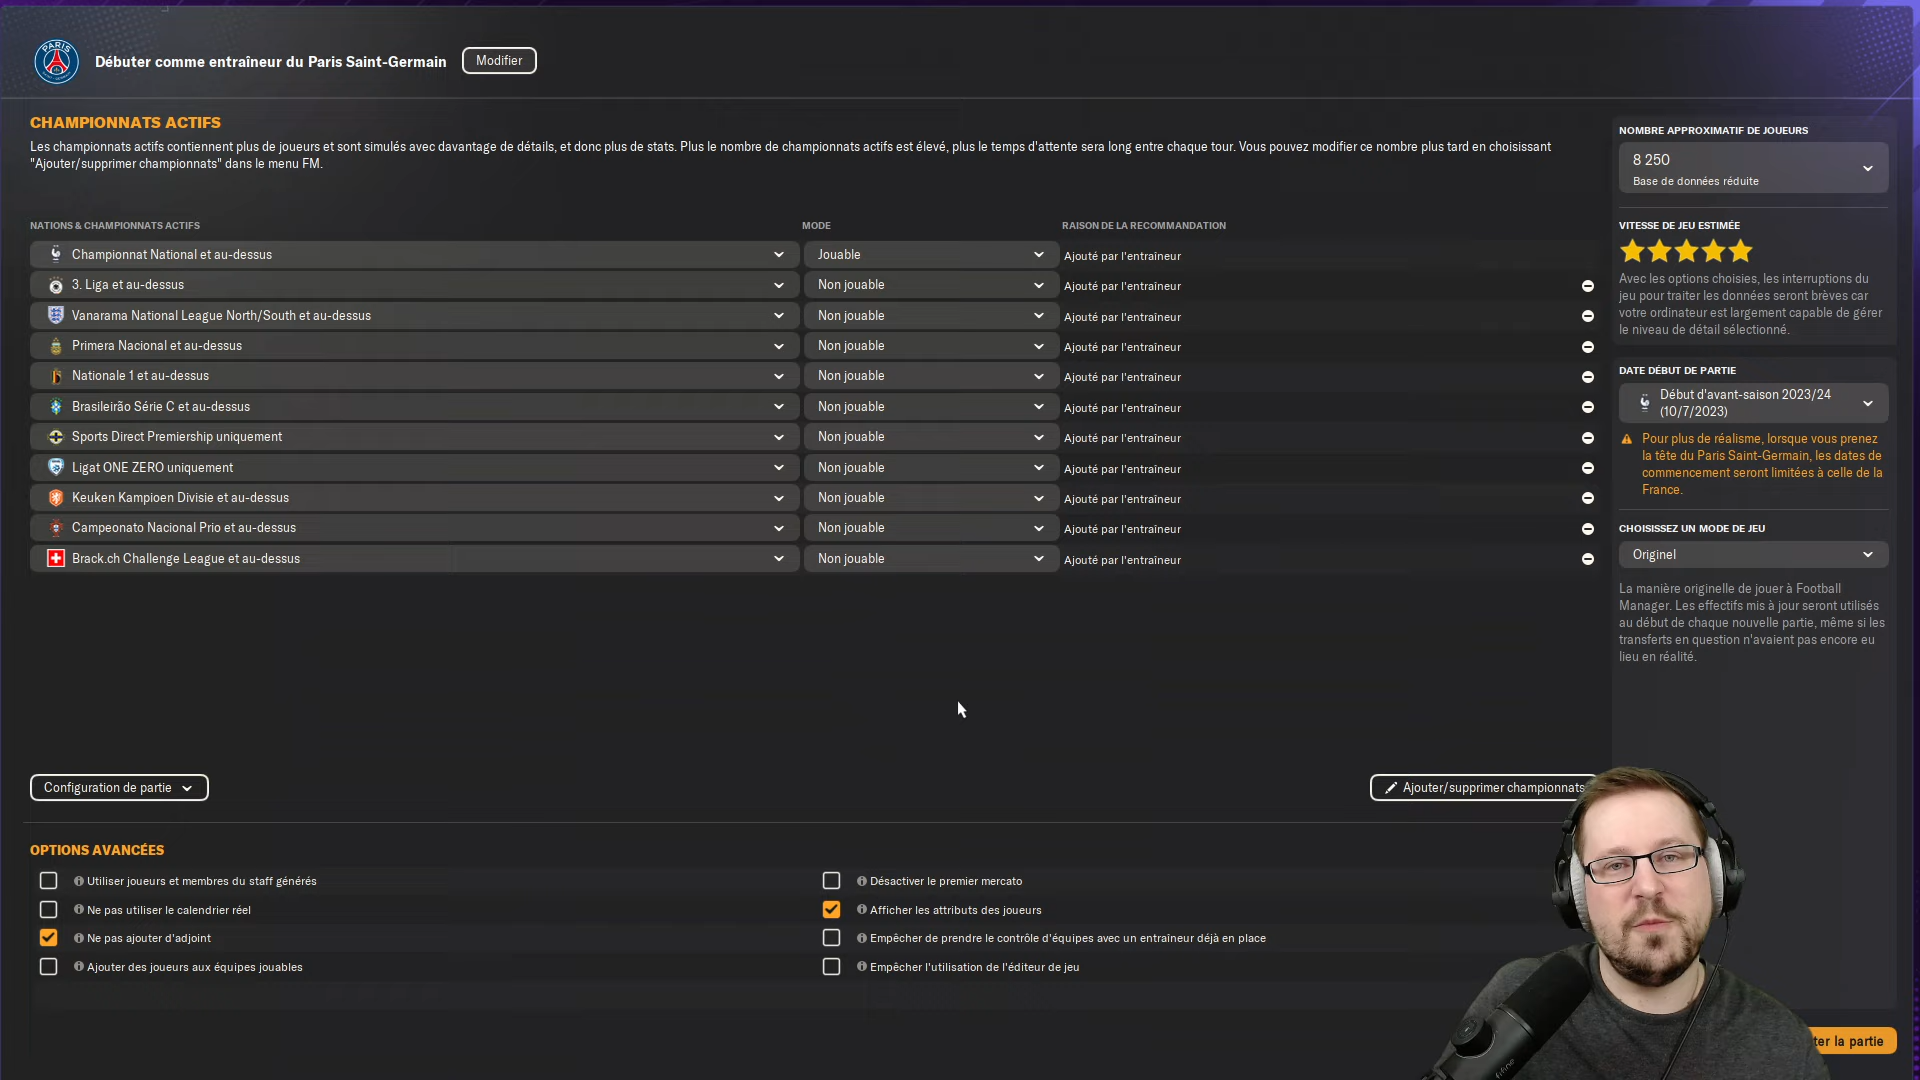 PARIS
Débuter comme entraîneur du Paris Saint-Germain
Modifier
CHAMPIONNATS ACTIFS
Les championnats actifs contiennent plus de joueurs et sont simulés avec davantage de détails, et donc plus de stats. Plus le nombre de championnats actifs est élevé, plus le temps d'attente sera long entre chaque tour. Vous pouvez modifier ce nombre plus tard en choisissant
"Ajouter/supprimer championnats" dans le menu FM.
NATIONS & CHAMPIONNATS ACTIFS
MODE
RAISON DE LA RECOMMANDATION
Championnat National et au-dessus
Jouable
Ajouté par l'entraîneur
3. Liga et au-dessus
Non jouable
Ajouté par l'entraîneur
Vanarama National League North/South et au-dessus
Non jouable
Ajouté par l'entraîneur
Primera Nacional et au-dessus
Non jouable
Ajouté par l'entraîneur
Nationale 1 et au-dessus
Non jouable
Ajouté par l'entraîneur
Brasileirão Série C et au-dessus
Non jouable
Ajouté par l'entraîneur
Sports Direct Premiership uniquement
Non jouable
Ajouté par l'entraîneur
Ligat ONE ZERO uniquement
Non jouable
Ajouté par l'entraîneur
Keuken Kampioen Divisie et au-dessus
Non jouable
Ajouté par l'entraîneur
Campeonato Nacional Prio et au-dessus
Non jouable
Ajouté par l'entraîneur
Brack.ch Challenge League et au-dessus
Non jouable
Ajouté par l'entraîneur
Configuration de partie
Ajouter/supprimer championnats
OPTIONS AVANCÉES
Utiliser joueurs et membres du staff générés
Ne pas utiliser le calendrier réel
Ne pas ajouter d'adjoint
Ajouter des joueurs aux équipes jouables
Désactiver le premier mercato
Afficher les attributs des joueurs
Empêcher de prendre le contrôle d'équipes avec un entraîneur déjà en place
Empêcher l'utilisation de l'éditeur de jeu
NOMBRE APPROXIMATIF DE JOUEURS
8 250
Base de données réduite
VITESSE DE JEU ESTIMÉE
Avec les options choisies, les interruptions du
jeu pour traiter les données seront brèves car
votre ordinateur est largement capable de gérer
le niveau de détail sélectionné.
DATE DÉBUT DE PARTIE
Début d'avant-saison 2023/24
(10/7/2023)
Pour plus de réalisme, lorsque vous prenez
la tête du Paris Saint-Germain, les dates de
commencement seront limitées à celle de la
France.
CHOISISSEZ UN MODE DE JEU
Originel
La manière originelle de jouer à Football
Manager. Les effectifs mis à jour seront utilisés
au début de chaque nouvelle partie, même si les
transferts en question n'avaient pas encore eu
lieu en réalité.
ter la partie